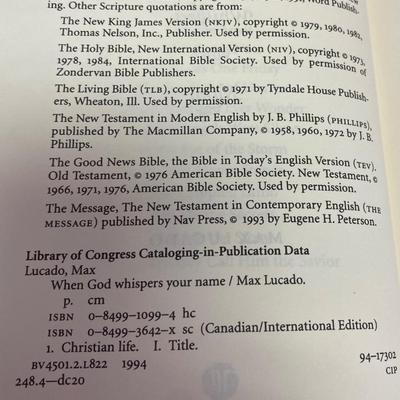 ing. Other Scripture quotations are from:
The New King James Version (NKJV), copyright © 1979, 1980, 1982,
Thomas Nelson, Inc., Publisher. Used by permission.
The Holy Bible, New International Version (NIV), copyright © 1973,
1978, 1984, International Bible Society. Used by permission of
Zondervan Bible Publishers.
The Living Bible (TLB), copyright © 1971 by Tyndale House Publish-
ers, Wheaton, Ill. Used by permission.
The New Testament in Modern English by J. B. Phillips (PHILLIPS),
published by The Macmillan Company, © 1958, 1960, 1972 by J. B.
Phillips.
The Good News Bible, the Bible in Today's English Version (TEV).
Old Testament, © 1976 American Bible Society. New Testament, ©
1966, 1971, 1976, American Bible Society. Used by permission.
The Message, The New Testament in Contemporary English (THE
MESSAGE) published by Nav Press, © 1993 by Eugene H. Peterson.
Library of Congress Cataloging-in-Publication Data
Lucado, Max
When God whispers your name / Max Lucado.
p. cm
ISBN 0-8499-1099-4 hc
ISBN 0-8499-3642-x sc (Canadian/International Edition)
1. Christian life. I. Title.
BV4501.2.L822 1994
94-17302
248.4—dc20
CIP